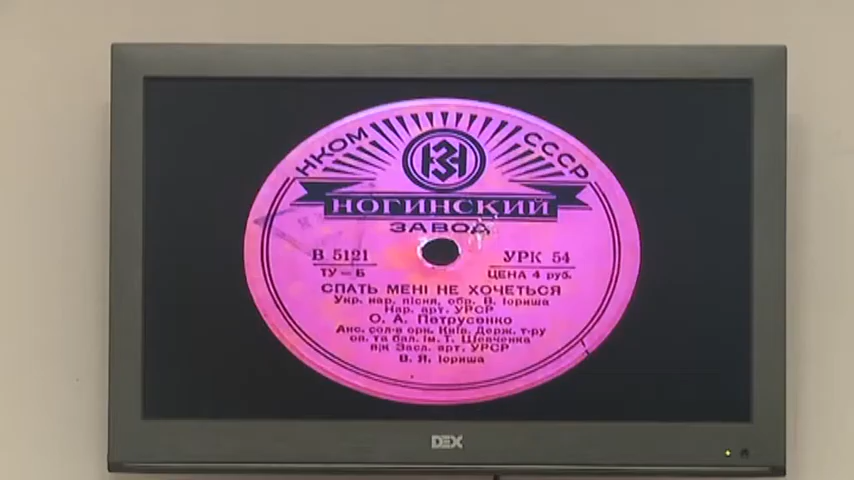 НКОМ СССР
НЗ
НОГИНСКИЙ
ЗАВОД
В 5121 УРК 54
ТУ — Б ЦЕНА 4 руб.
СПАТЬ МЕНІ НЕ ХОЧЕТЬСЯ
Укр. нар. пісня, обр. В. Іориша
Нар. арт. УРСР
О. А. Петрусенко
Анс. сол-в орк. Київ. Держ. т-ру
оп. та бал. ім. Т. Шевченка
п/к Засл. арт. УРСР
В. Я. Іориша
DEX